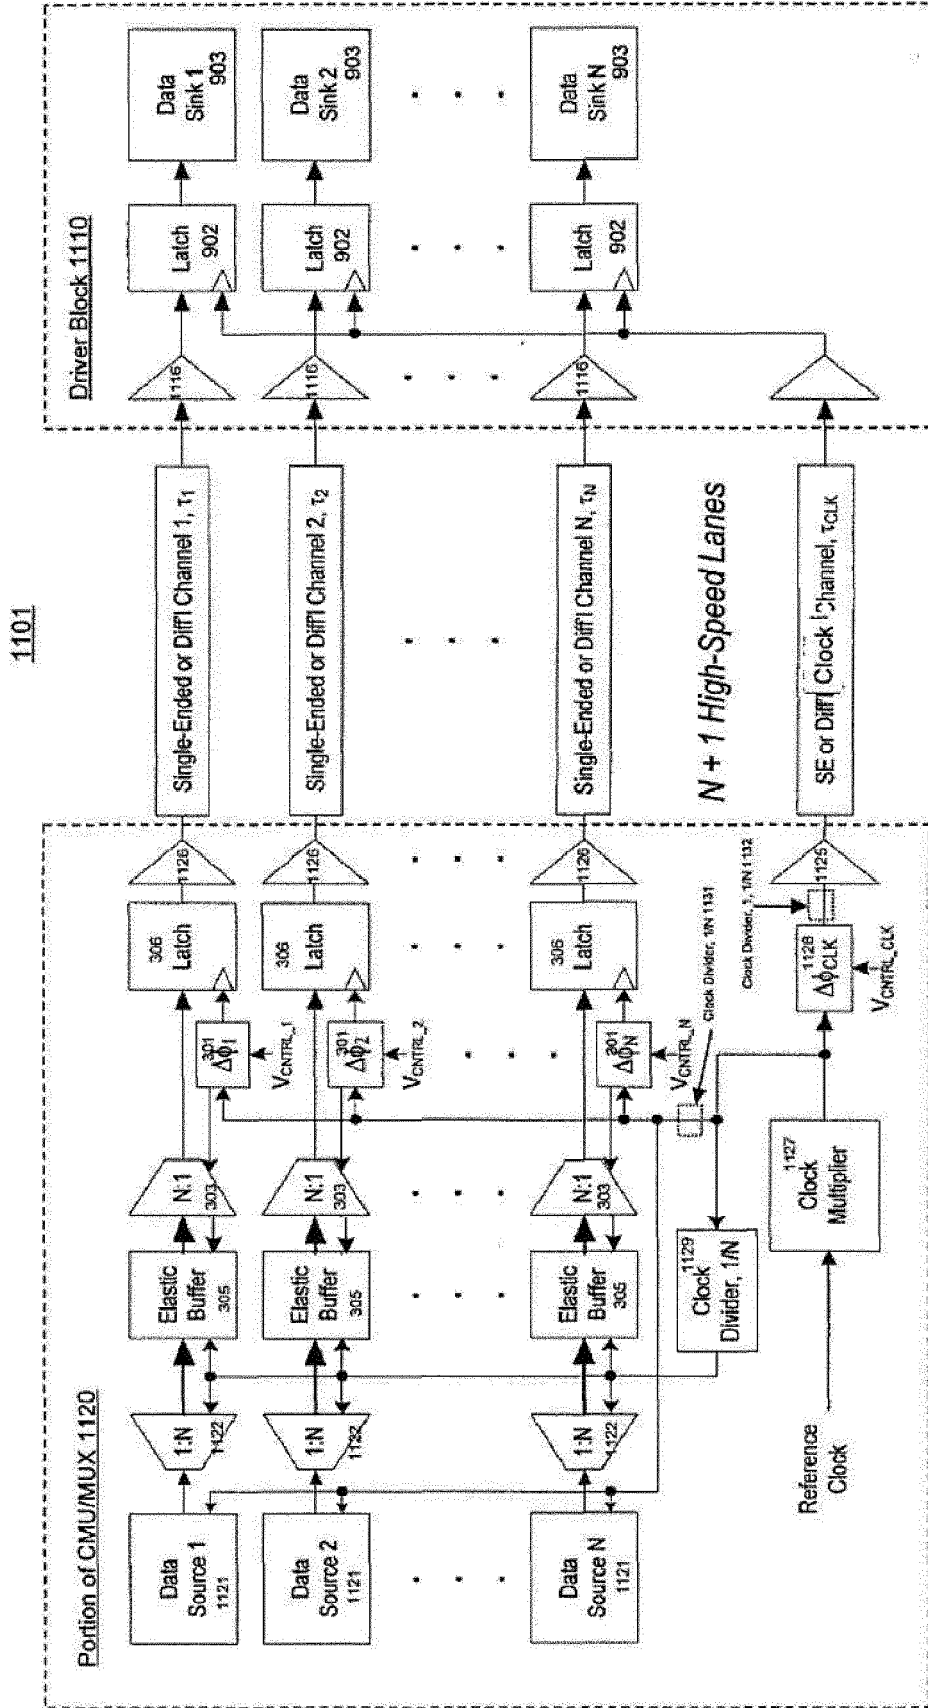 1101
Portion of CMU/MUX 1120
Driver Block 1110
Data
Source 1
1121
1:N
1122
Elastic
Buffer
305
N:1
303
301
Δϕ1
VCNTRL_1
306
Latch
1126
Single-Ended or Diff'l Channel 1, τ1
1116
Latch
902
Data
Sink 1
903
Data
Source 2
1121
1:N
1122
Elastic
Buffer
305
N:1
303
301
Δϕ2
VCNTRL_2
306
Latch
1126
Single-Ended or Diff'l Channel 2, τ2
1116
Latch
902
Data
Sink 2
903
Data
Source N
1121
1:N
1122
Elastic
Buffer
305
N:1
303
301
ΔϕN
VCNTRL_N
306
Latch
1126
Single-Ended or Diff'l Channel N, τN
1116
Latch
902
Data
Sink N
903
Clock Divider, 1/N 1131
Clock Divider, 1, 1/N 1132
N + 1 High-Speed Lanes
1129
Clock
Divider, 1/N
Reference
Clock
1127
Clock
Multiplier
1128
ΔϕCLK
VCNTRL_CLK
1125
SE or Diff'l Clock Channel, τCLK